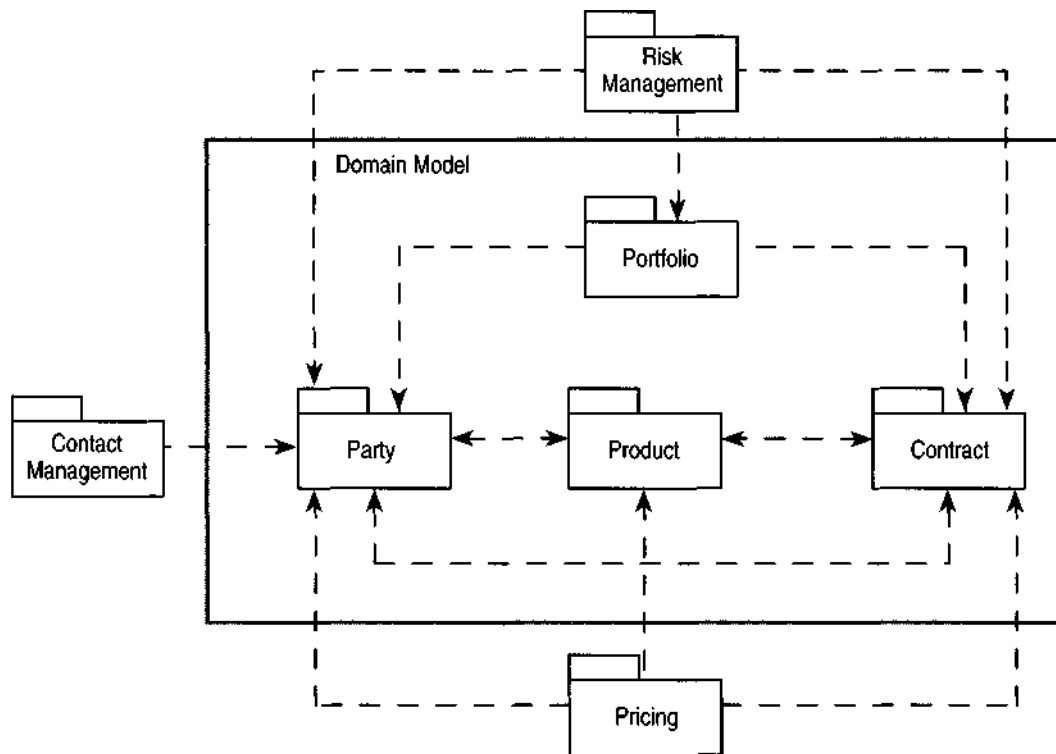 Risk
Management
Domain Model
Portfolio
Contact
Management
Party
Product
Contract
Pricing